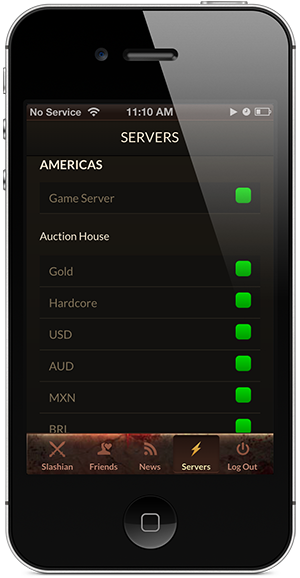 No Service 11:10 AM
SERVERS
AMERICAS
Game Server
Auction House
Gold
Hardcore
USD
AUD
MXN
BRL
Slashian Friends News Servers Log Out